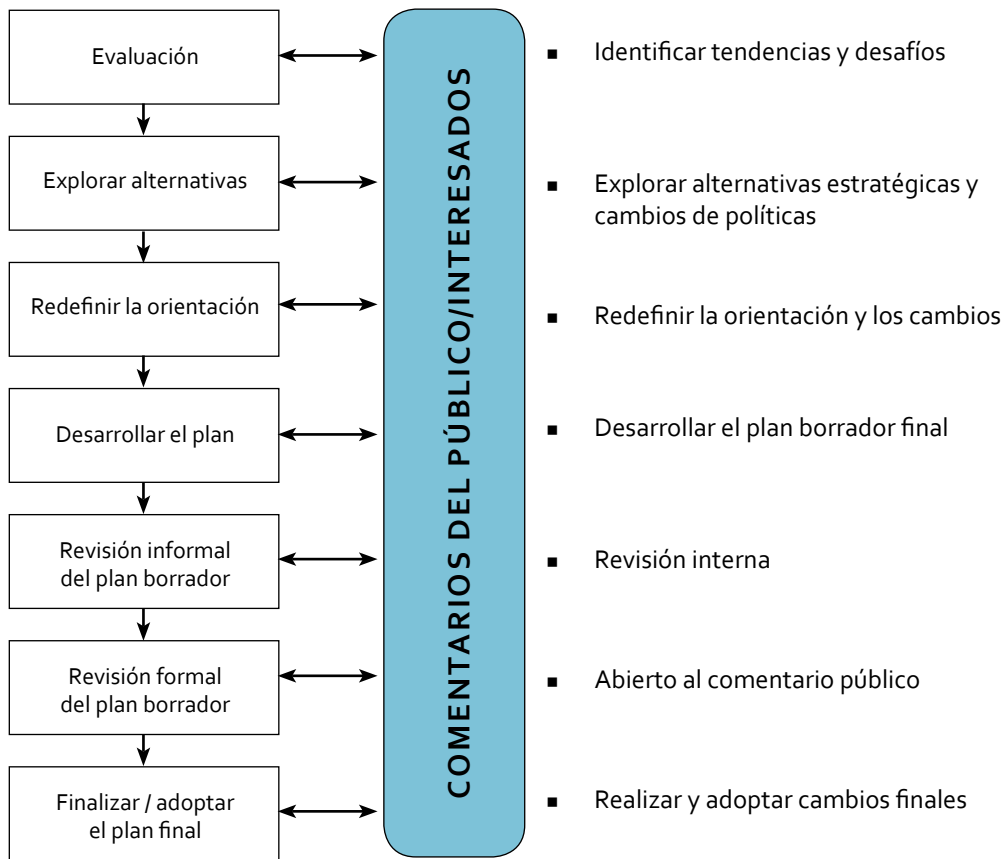 Evaluación
Explorar alternativas
Redefinir la orientación
Desarrollar el plan
Revisión informal
del plan borrador
Revisión formal
del plan borrador
Finalizar / adoptar
el plan final
COMENTARIOS DEL PÚBLICO/INTERESADOS
▪ Identificar tendencias y desafíos
▪ Explorar alternativas estratégicas y
cambios de políticas
▪ Redefinir la orientación y los cambios
▪ Desarrollar el plan borrador final
▪ Revisión interna
▪ Abierto al comentario público
▪ Realizar y adoptar cambios finales